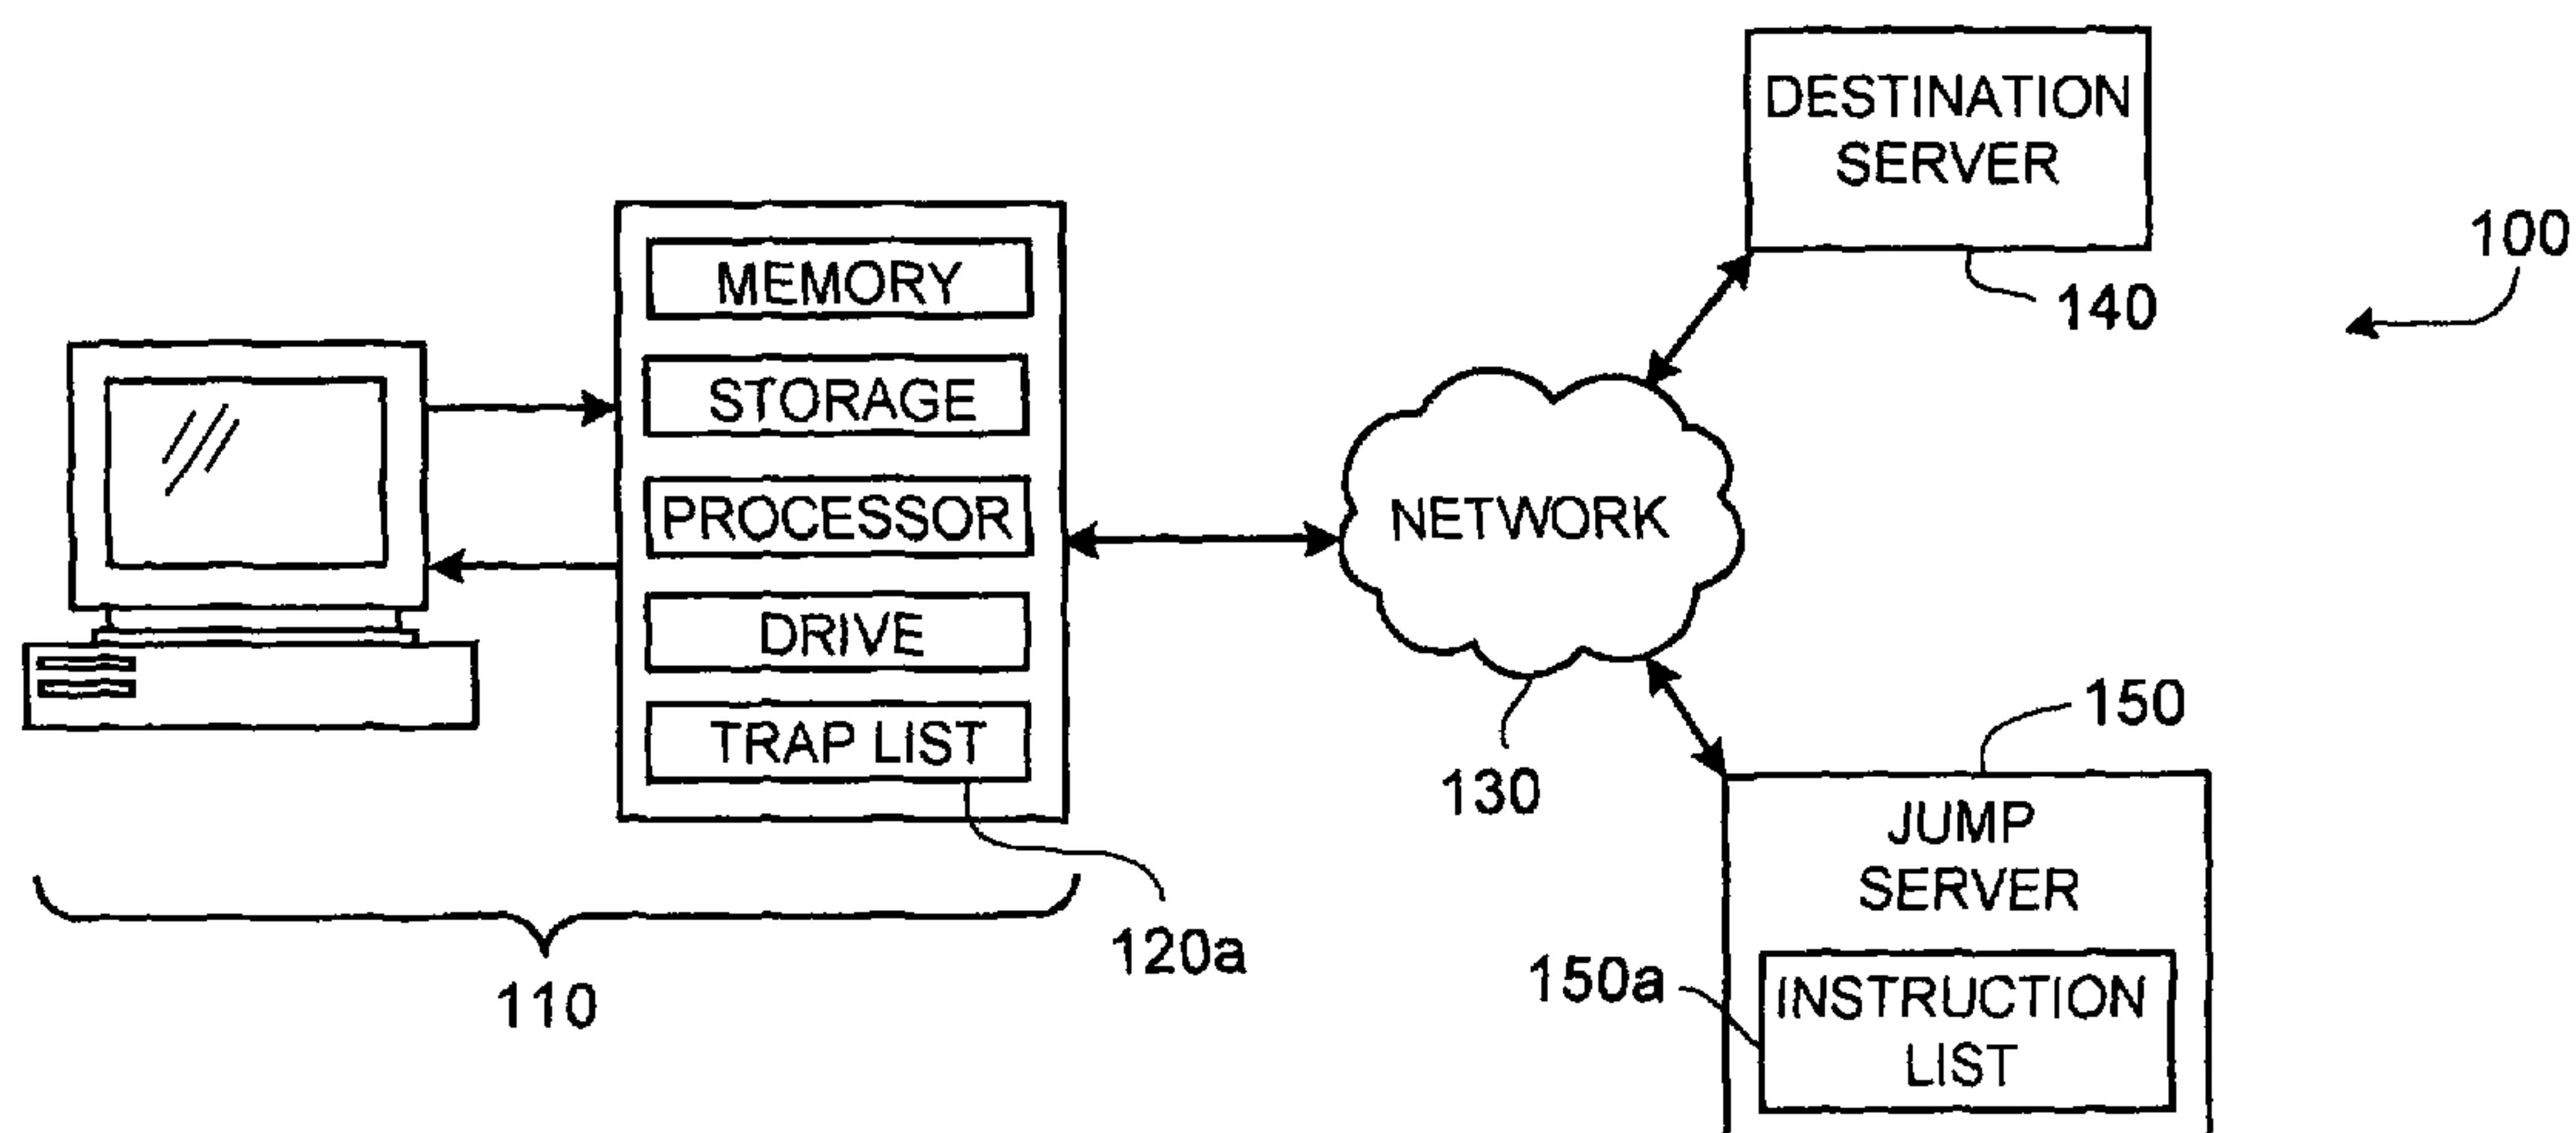 DESTINATION
SERVER
140
100
MEMORY
STORAGE
PROCESSOR
DRIVE
TRAP LIST
120a
110
NETWORK
130
150
JUMP
SERVER
150a
INSTRUCTION
LIST